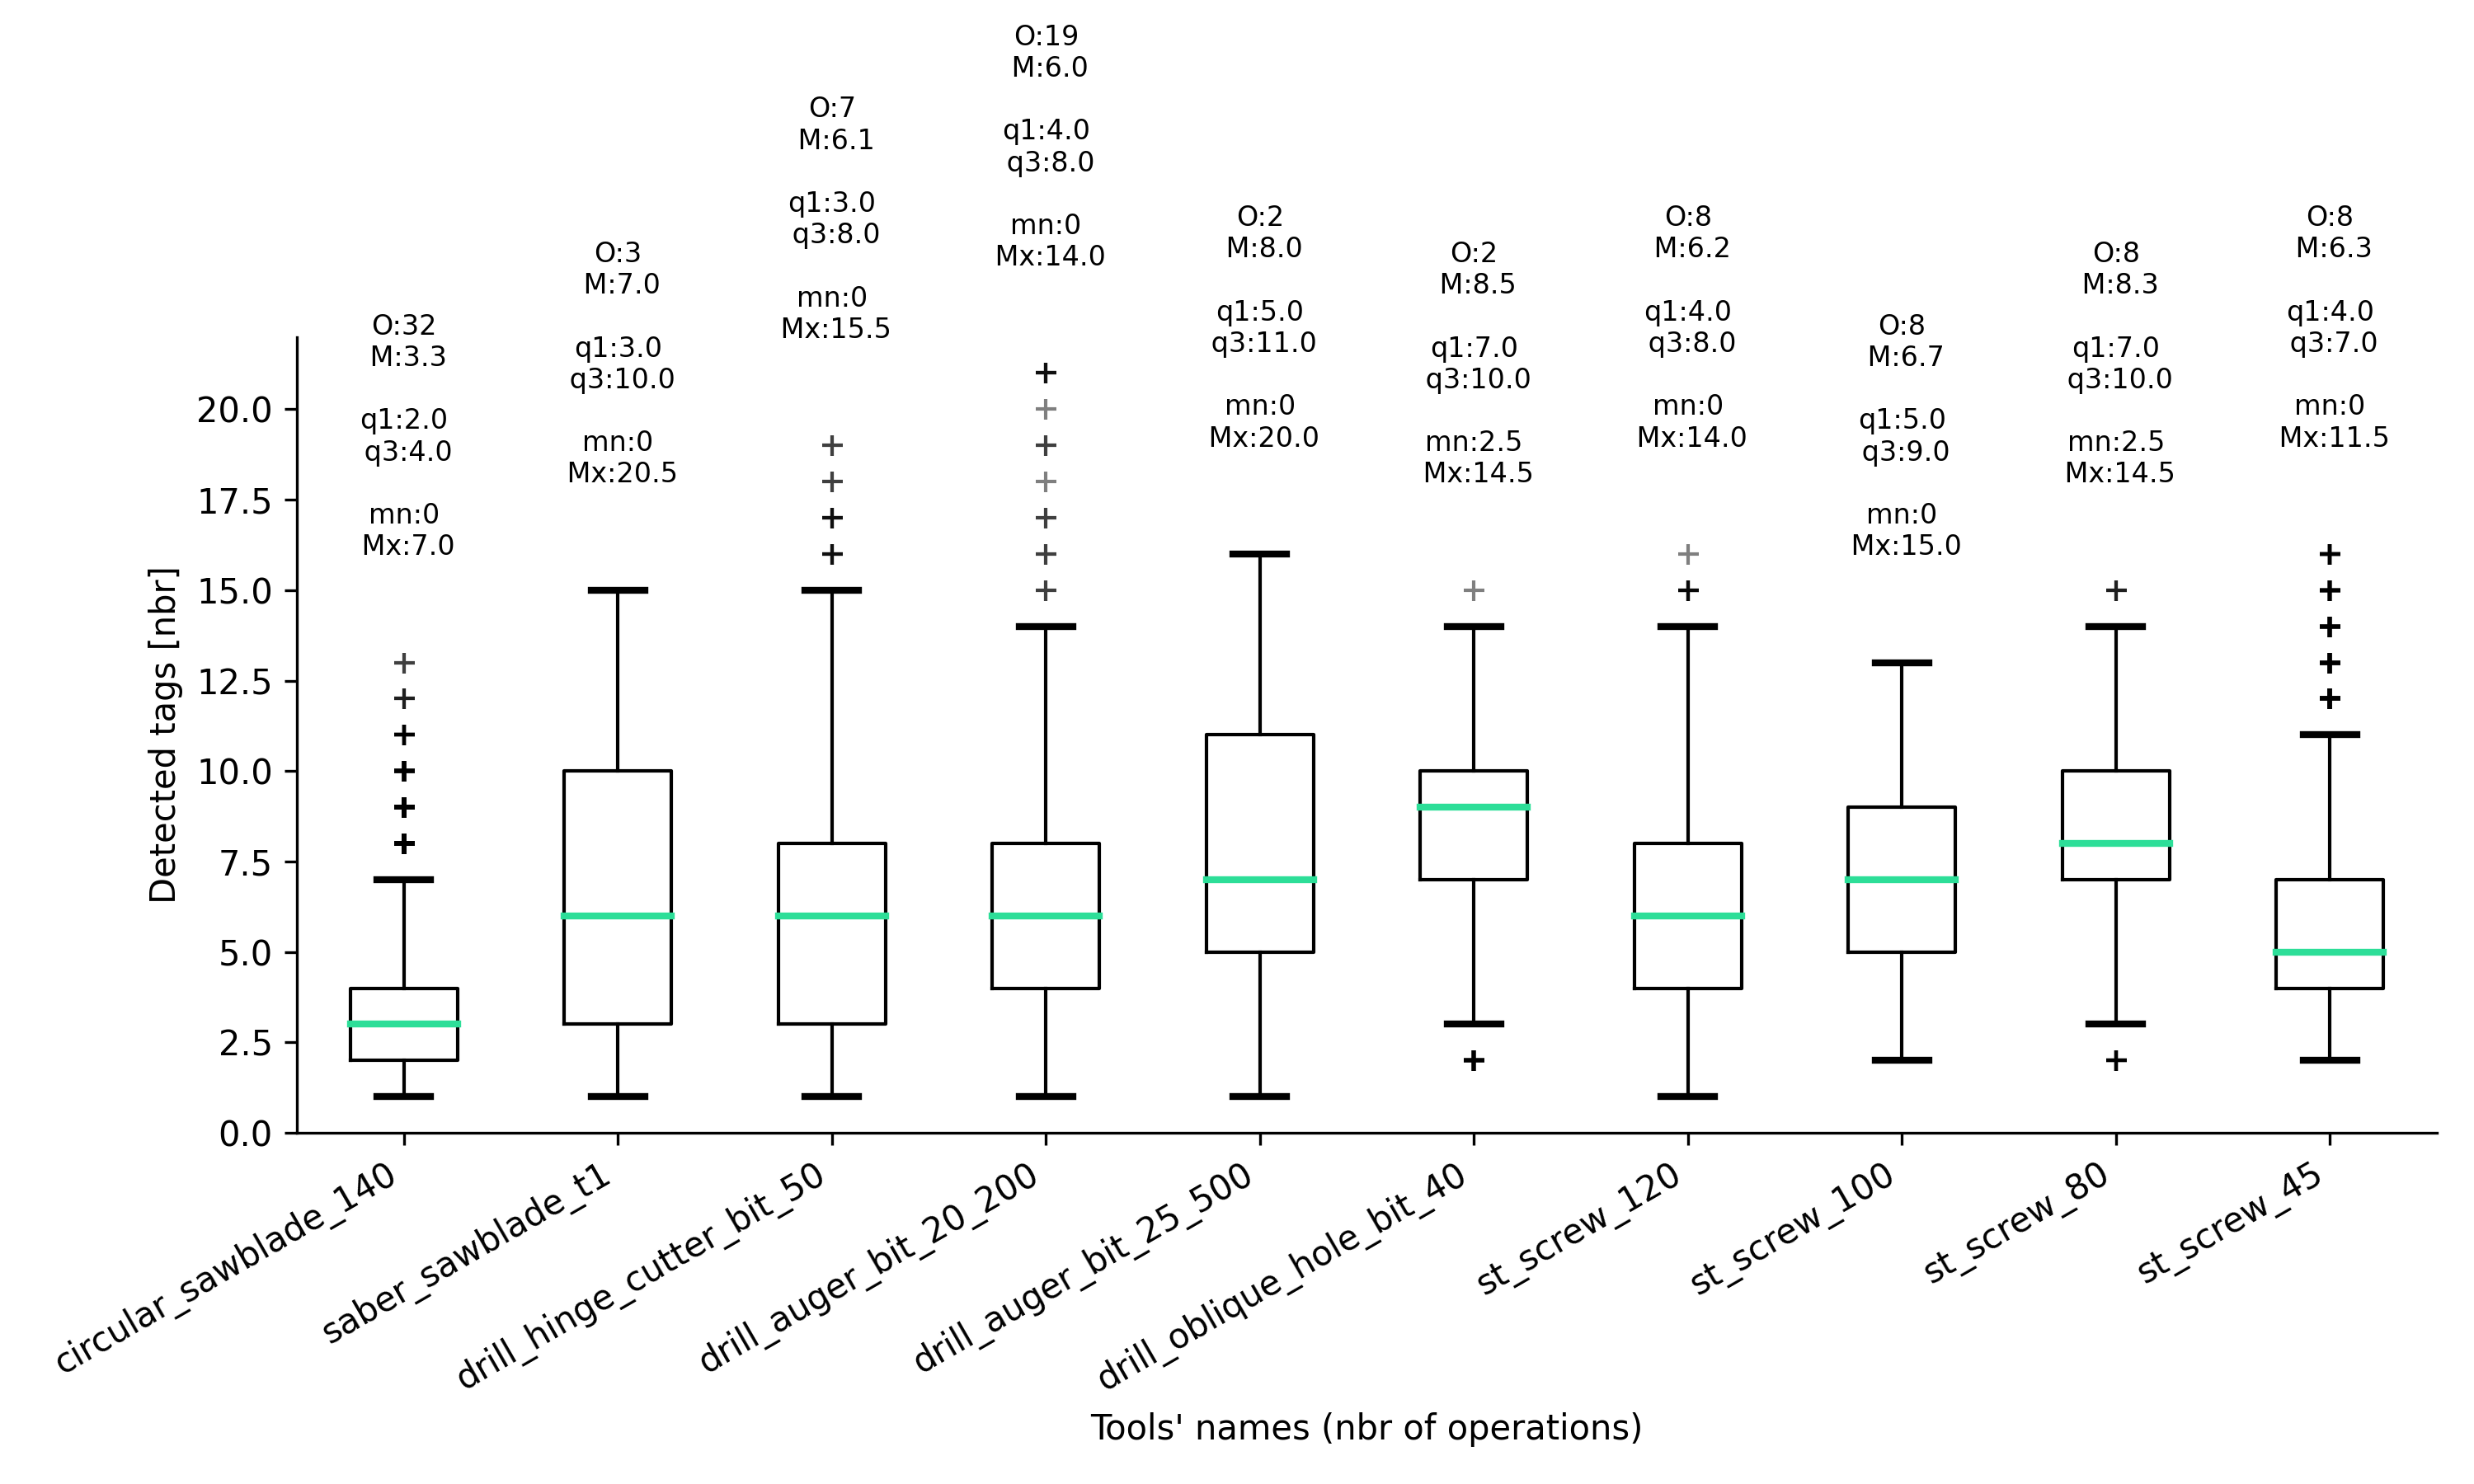 O:19
M:6.0
q1:4.0
q3:8.0
mn:0
Mx:14.0
O:7
M:6.1
q1:3.0
q3:8.0
mn:0
Mx:15.5
O:3
M:7.0
q1:3.0
q3:10.0
mn:0
Mx:20.5
O:32
M:3.3
q1:2.0
q3:4.0
mn:0
Mx:7.0
O:2
M:8.0
q1:5.0
q3:11.0
mn:0
Mx:20.0
O:2
M:8.5
q1:7.0
q3:10.0
mn:2.5
Mx:14.5
O:8
M:6.2
q1:4.0
q3:8.0
mn:0
Mx:14.0
O:8
M:6.7
q1:5.0
q3:9.0
mn:0
Mx:15.0
O:8
M:8.3
q1:7.0
q3:10.0
mn:2.5
Mx:14.5
O:8
M:6.3
q1:4.0
q3:7.0
mn:0
Mx:11.5
20.0
17.5
15.0
12.5
10.0
7.5
5.0
2.5
0.0
Detected tags [nbr]
circular_sawblade_140
saber_sawblade_t1
drill_hinge_cutter_bit_50
drill_auger_bit_20_200
drill_auger_bit_25_500
drill_oblique_hole_bit_40
st_screw_120
st_screw_100
st_screw_80
st_screw_45
Tools' names (nbr of operations)